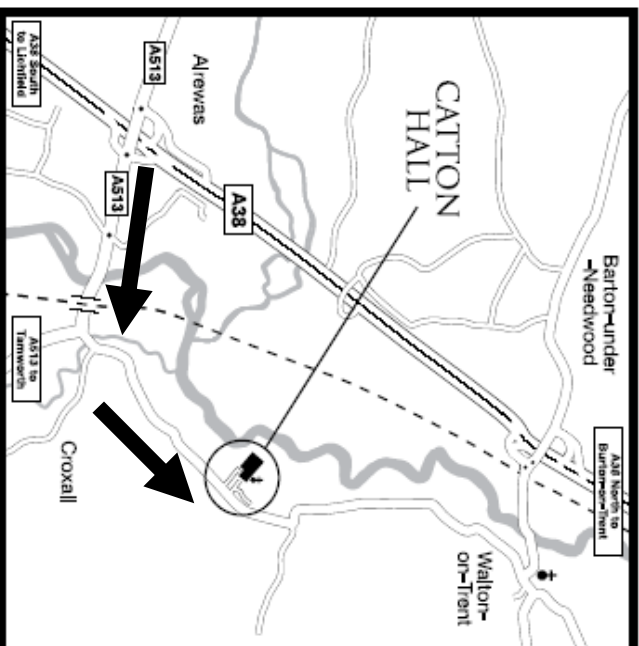 A38 South
to Lichfield
A513
Alrewas
A513
A38
CATTON
HALL
Barton-under
-Needwood
A513 to
Tamworth
Croxall
A38 North to
Burton-on-Trent
Walton-
on-Trent